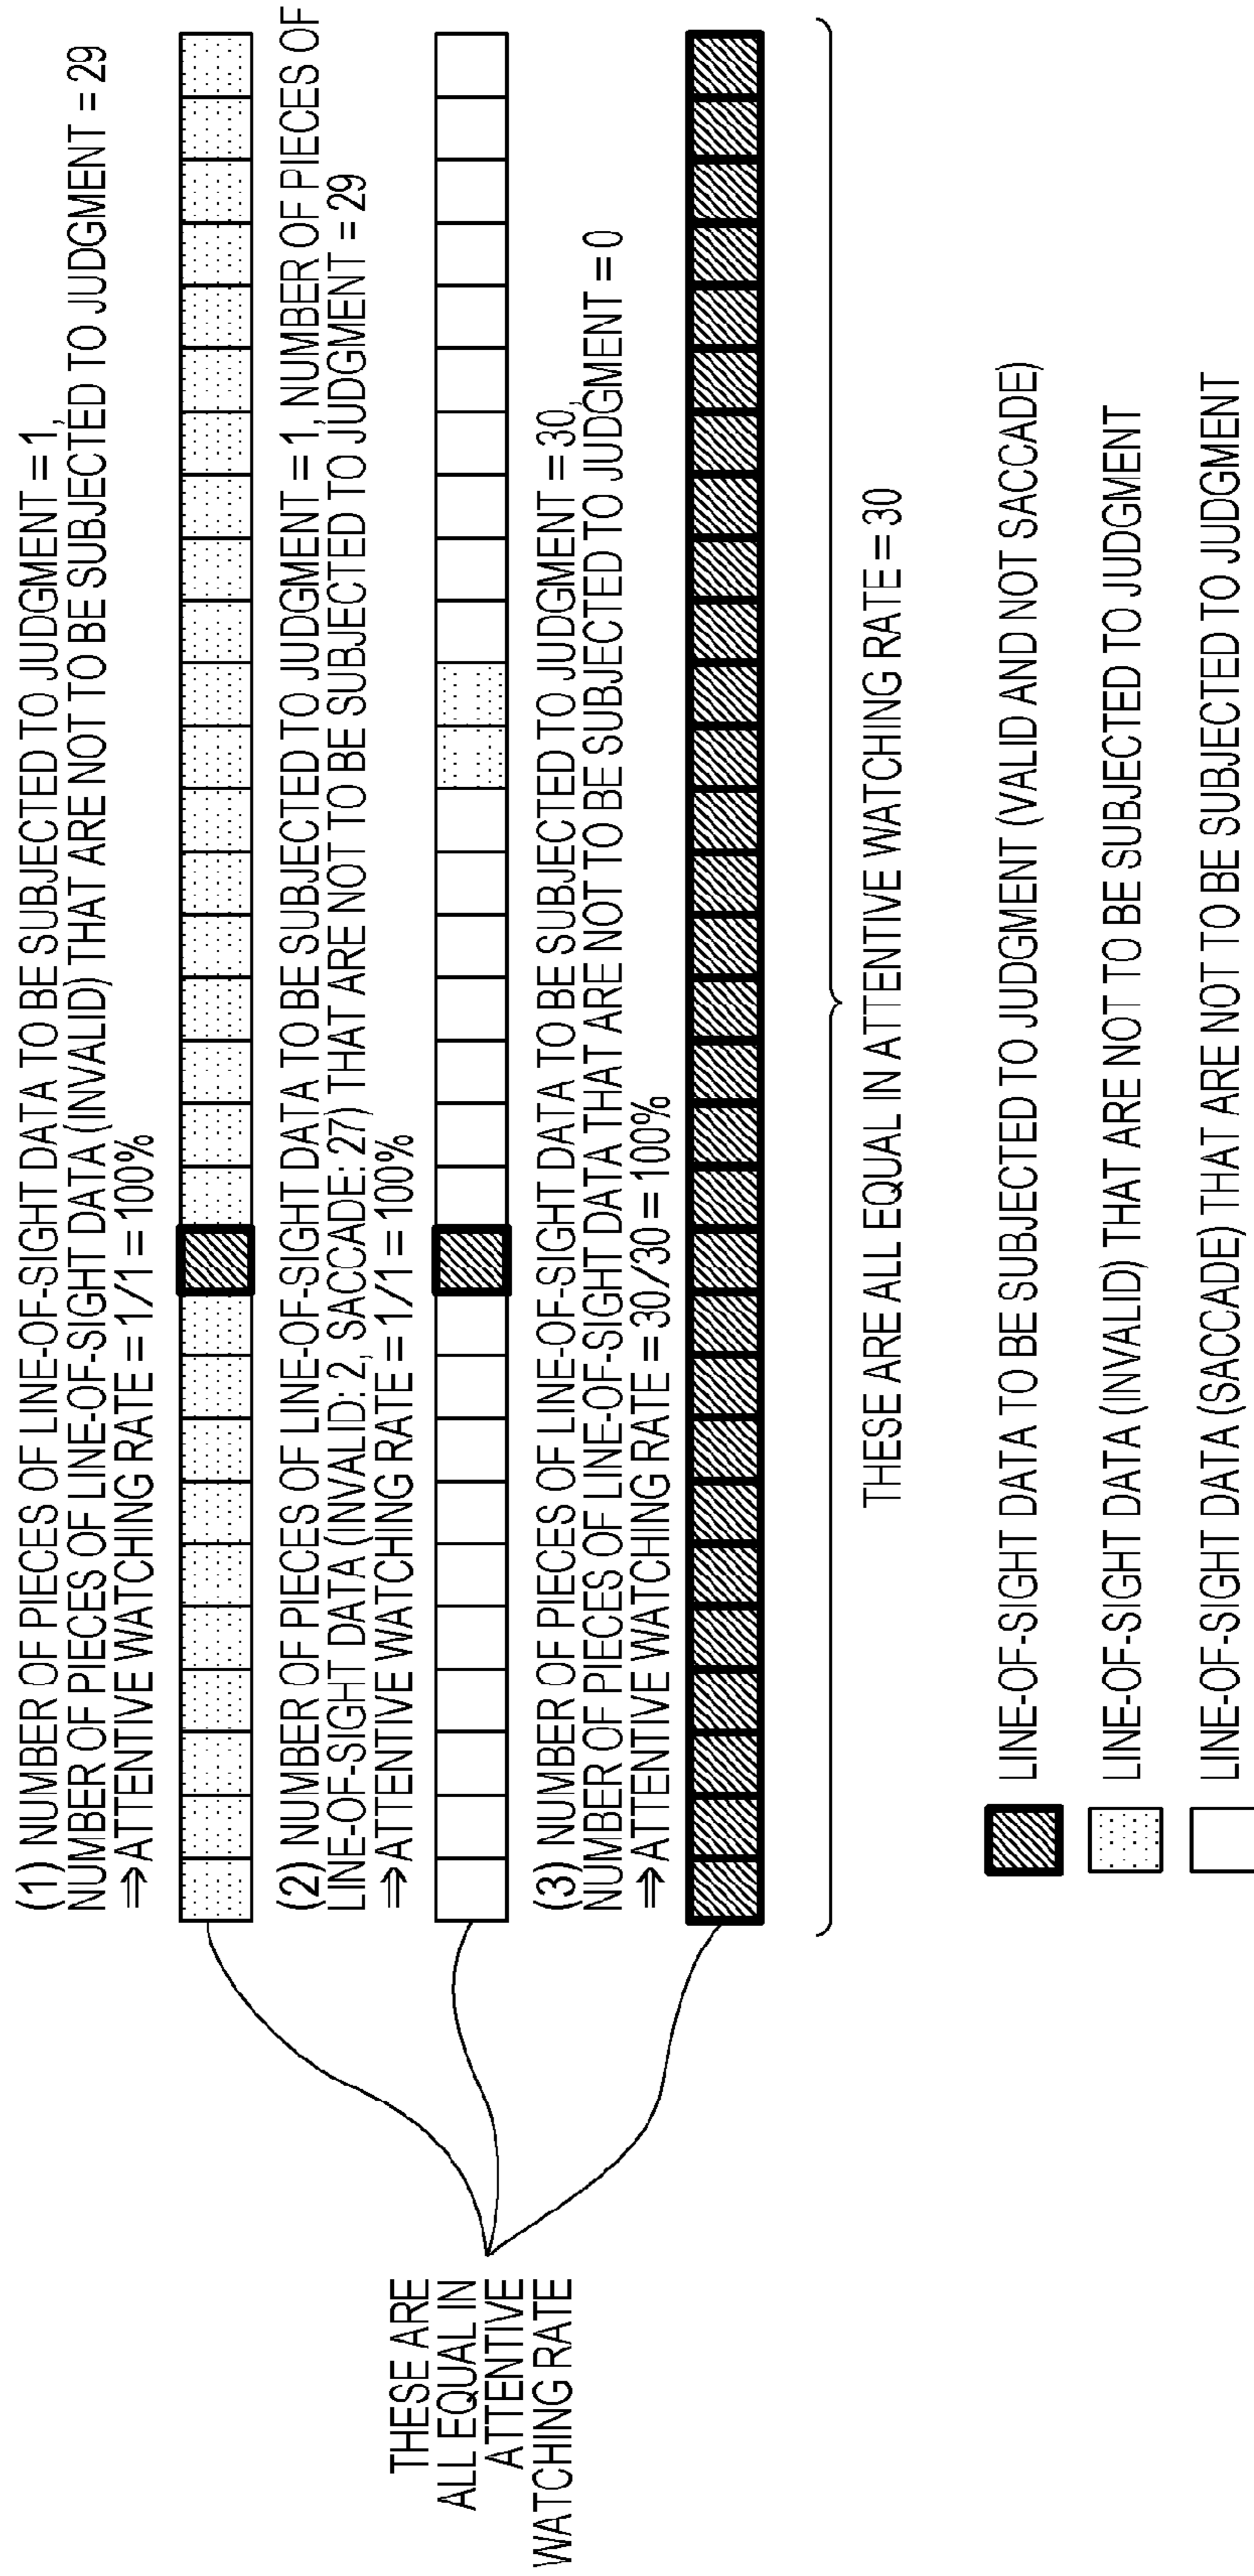 (1) NUMBER OF PIECES OF LINE-OF-SIGHT DATA TO BE SUBJECTED TO JUDGMENT = 1,
NUMBER OF PIECES OF LINE-OF-SIGHT DATA (INVALID) THAT ARE NOT TO BE SUBJECTED TO JUDGMENT = 29
⇒ ATTENTIVE WATCHING RATE = 1/1 = 100%
(2) NUMBER OF PIECES OF LINE-OF-SIGHT DATA TO BE SUBJECTED TO JUDGMENT = 1, NUMBER OF PIECES OF
LINE-OF-SIGHT DATA (INVALID: 2, SACCADE: 27) THAT ARE NOT TO BE SUBJECTED TO JUDGMENT = 29
⇒ ATTENTIVE WATCHING RATE = 1/1 = 100%
(3) NUMBER OF PIECES OF LINE-OF-SIGHT DATA TO BE SUBJECTED TO JUDGMENT = 30,
NUMBER OF PIECES OF LINE-OF-SIGHT DATA THAT ARE NOT TO BE SUBJECTED TO JUDGMENT = 0
⇒ ATTENTIVE WATCHING RATE = 30/30 = 100%
THESE ARE
ALL EQUAL IN
ATTENTIVE
WATCHING RATE
THESE ARE ALL EQUAL IN ATTENTIVE WATCHING RATE = 30
LINE-OF-SIGHT DATA TO BE SUBJECTED TO JUDGMENT (VALID AND NOT SACCADE)
LINE-OF-SIGHT DATA (INVALID) THAT ARE NOT TO BE SUBJECTED TO JUDGMENT
LINE-OF-SIGHT DATA (SACCADE) THAT ARE NOT TO BE SUBJECTED TO JUDGMENT